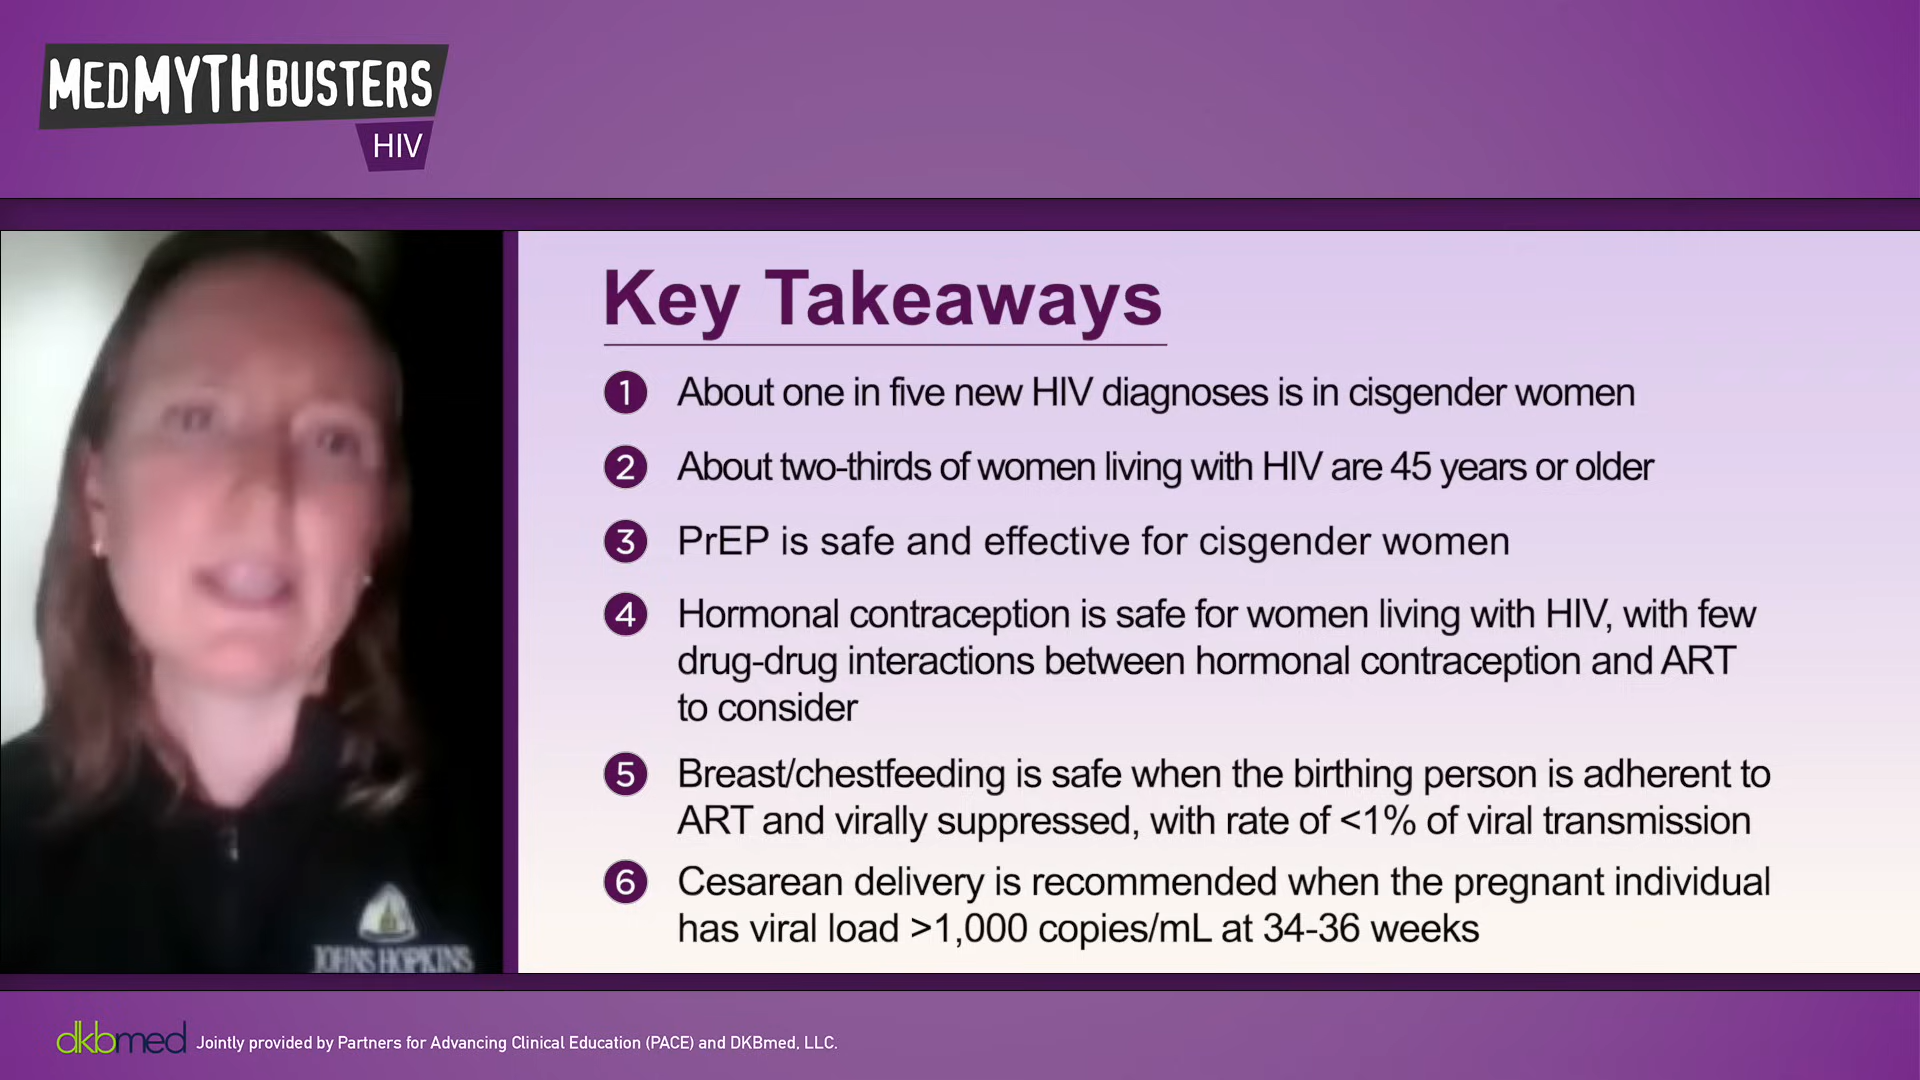 MEDMYTHBUSTERS
HIV
Key Takeaways
1 About one in five new HIV diagnoses is in cisgender women
2 About two-thirds of women living with HIV are 45 years or older
3 PrEP is safe and effective for cisgender women
4 Hormonal contraception is safe for women living with HIV, with few
drug-drug interactions between hormonal contraception and ART
to consider
5 Breast/chestfeeding is safe when the birthing person is adherent to
ART and virally suppressed, with rate of <1% of viral transmission
6 Cesarean delivery is recommended when the pregnant individual
has viral load >1,000 copies/mL at 34-36 weeks
JOHNS HOPKINS
dkbmed Jointly provided by Partners for Advancing Clinical Education (PACE) and DKBmed, LLC.